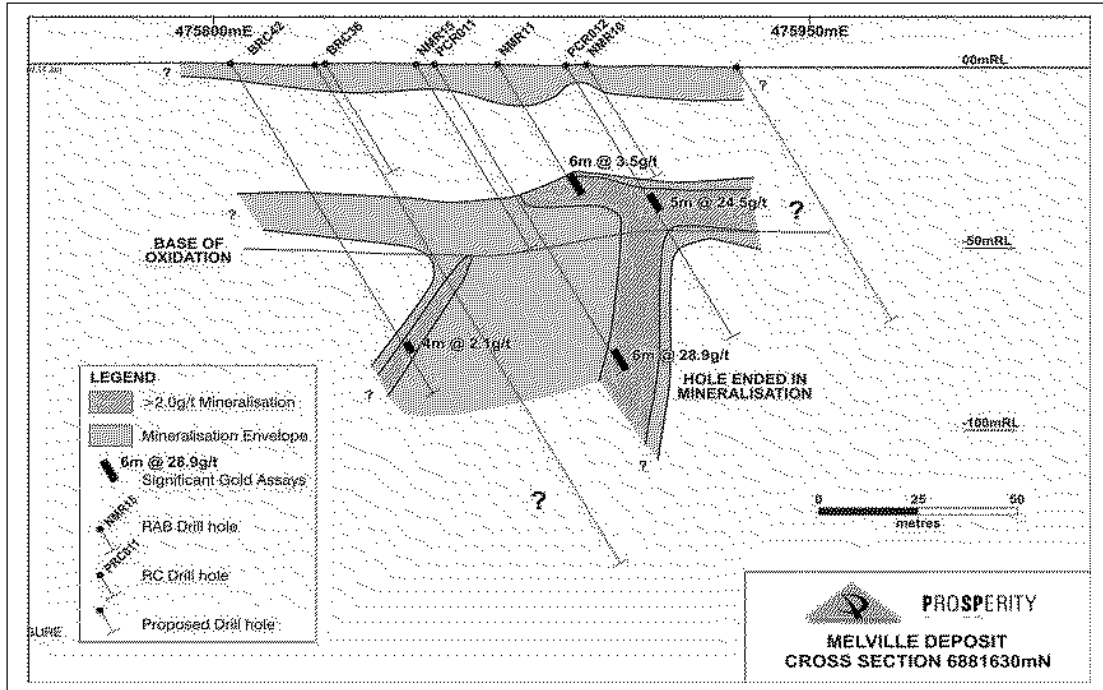 475800mE
475950mE
BRC42
BRC36
NMR15
PCR011
NMR11
PCR012
NMR10
00mRL
?
?
6m @ 3.5g/t
5m @ 24.5g/t
?
?
BASE OF
OXIDATION
-50mRL
4m @ 2.1g/t
6m @ 28.9g/t
HOLE ENDED IN
MINERALISATION
?
-100mRL
?
?
LEGEND
>2.0g/t Mineralisation
Mineralisation Envelope
6m @ 28.9g/t
Significant Gold Assays
NMR15
RAB Drill hole
PRC011
RC Drill hole
Proposed Drill hole
0 25 50
metres
PROSPERITY
MELVILLE DEPOSIT
CROSS SECTION 6881630mN